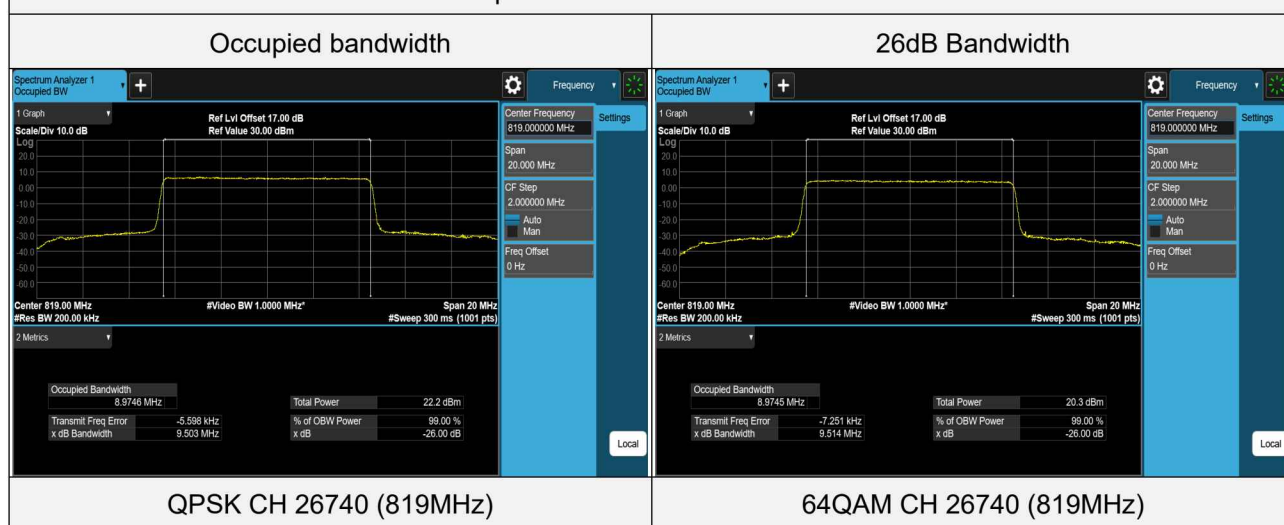 Occupied bandwidth
26dB Bandwidth
Spectrum Analyzer 1
Occupied BW
+
Frequency
1 Graph
Scale/Div 10.0 dB
Log
Ref Lvl Offset 17.00 dB
Ref Value 30.00 dBm
20.0
10.0
0.00
-10.0
-20.0
-30.0
-40.0
-50.0
-60.0
Center 819.00 MHz
#Res BW 200.00 kHz
#Video BW 1.0000 MHz*
Span 20 MHz
#Sweep 300 ms (1001 pts)
Center Frequency
819.000000 MHz
Settings
Span
20.000 MHz
CF Step
2.000000 MHz
Auto
Man
Freq Offset
0 Hz
2 Metrics
Occupied Bandwidth
8.9746 MHz
Total Power 22.2 dBm
Transmit Freq Error -5.598 kHz
% of OBW Power 99.00 %
x dB Bandwidth 9.503 MHz
x dB -26.00 dB
Local
Spectrum Analyzer 1
Occupied BW
+
Frequency
1 Graph
Scale/Div 10.0 dB
Log
Ref Lvl Offset 17.00 dB
Ref Value 30.00 dBm
20.0
10.0
0.00
-10.0
-20.0
-30.0
-40.0
-50.0
-60.0
Center 819.00 MHz
#Res BW 200.00 kHz
#Video BW 1.0000 MHz*
Span 20 MHz
#Sweep 300 ms (1001 pts)
Center Frequency
819.000000 MHz
Settings
Span
20.000 MHz
CF Step
2.000000 MHz
Auto
Man
Freq Offset
0 Hz
2 Metrics
Occupied Bandwidth
8.9745 MHz
Total Power 20.3 dBm
Transmit Freq Error -7.251 kHz
% of OBW Power 99.00 %
x dB Bandwidth 9.514 MHz
x dB -26.00 dB
Local
QPSK CH 26740 (819MHz)
64QAM CH 26740 (819MHz)